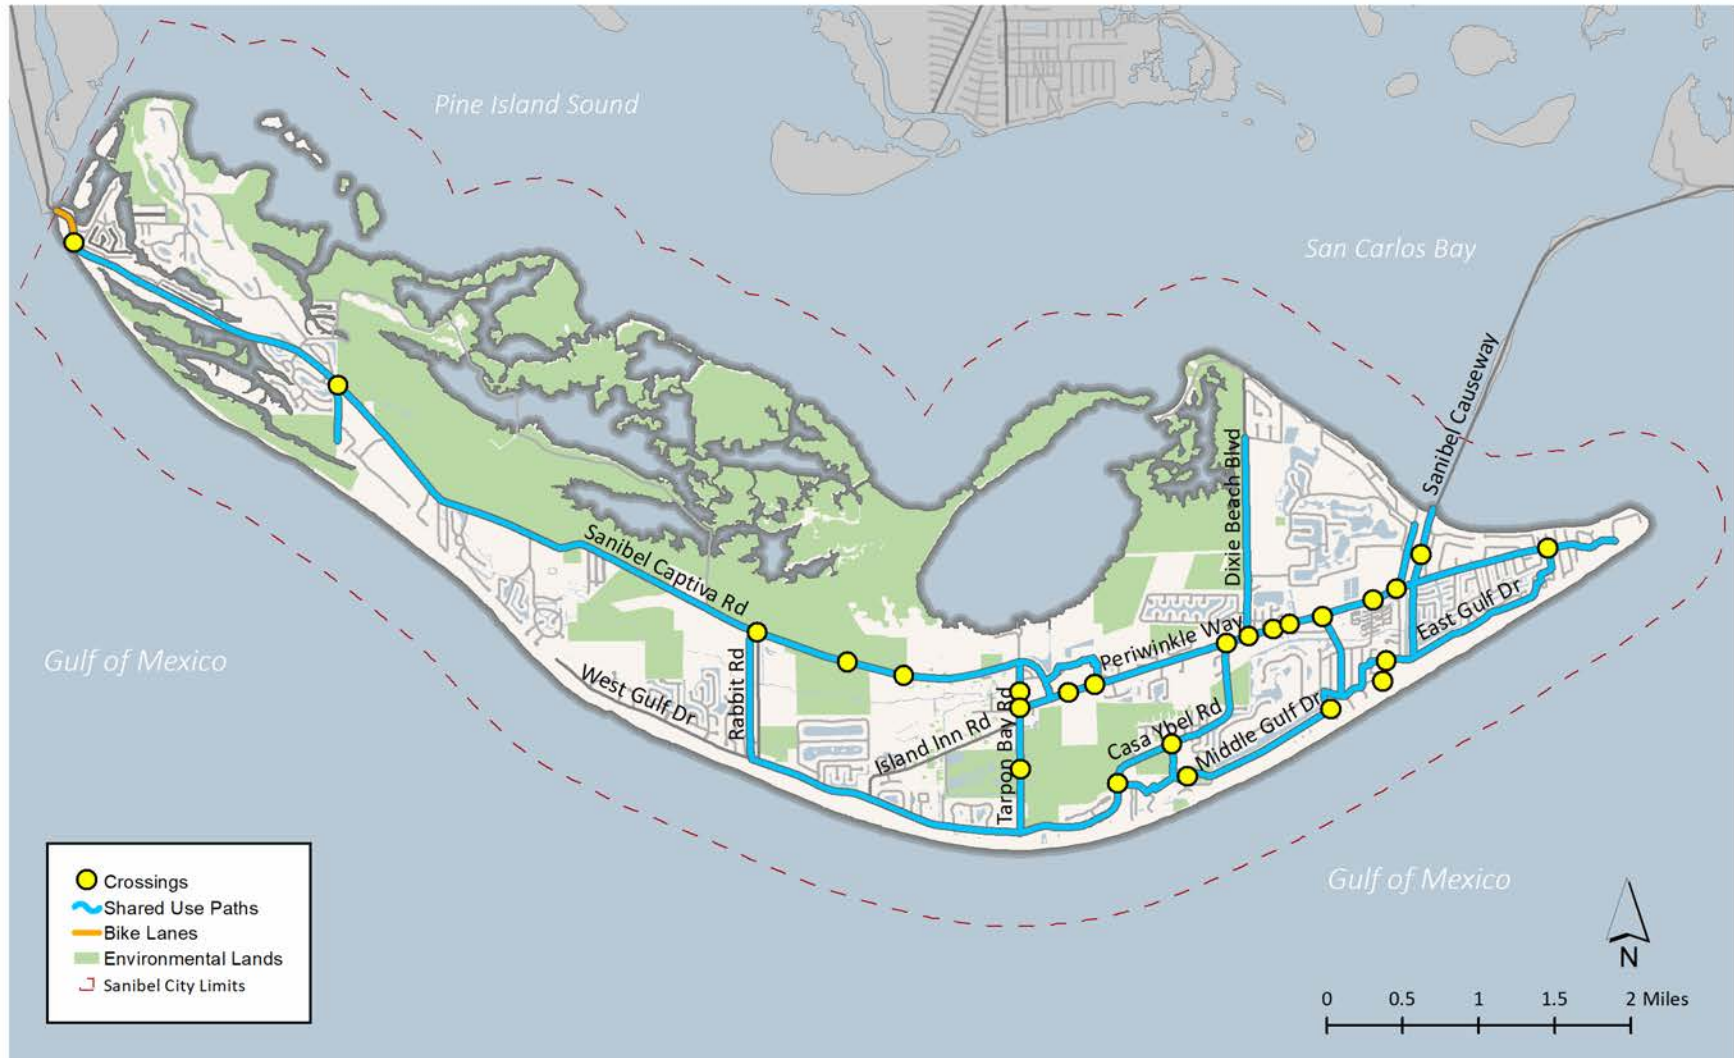 Pine Island Sound
San Carlos Bay
Sanibel Causeway
Dixie Beach Blvd
Sanibel Captiva Rd
Periwinkle Way
East Gulf Dr
Gulf of Mexico
West Gulf Dr
Rabbit Rd
Island Inn Rd
Tarpon Bay Rd
Casa Ybel Rd
Middle Gulf Dr
Gulf of Mexico
Crossings
Shared Use Paths
Bike Lanes
Environmental Lands
Sanibel City Limits
N
0 0.5 1 1.5 2 Miles